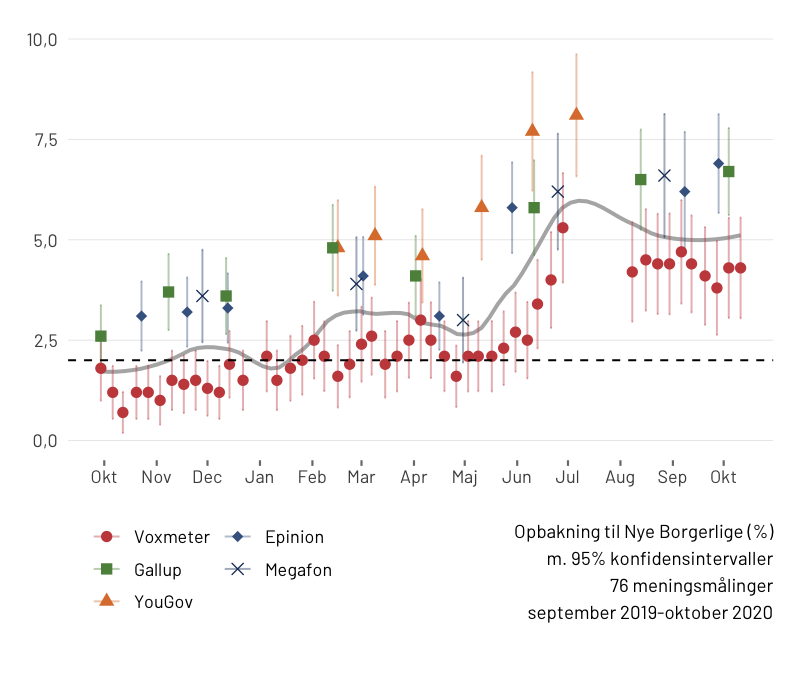 10,0
7,5
5,0
2,5
0,0
Okt Nov Dec Jan Feb Mar Apr Maj Jun Jul Aug Sep Okt
Voxmeter Epinion
Gallup Megafon
YouGov
Opbakning til Nye Borgerlige (%)
m. 95% konfidensintervaller
76 meningsmålinger
september 2019-oktober 2020